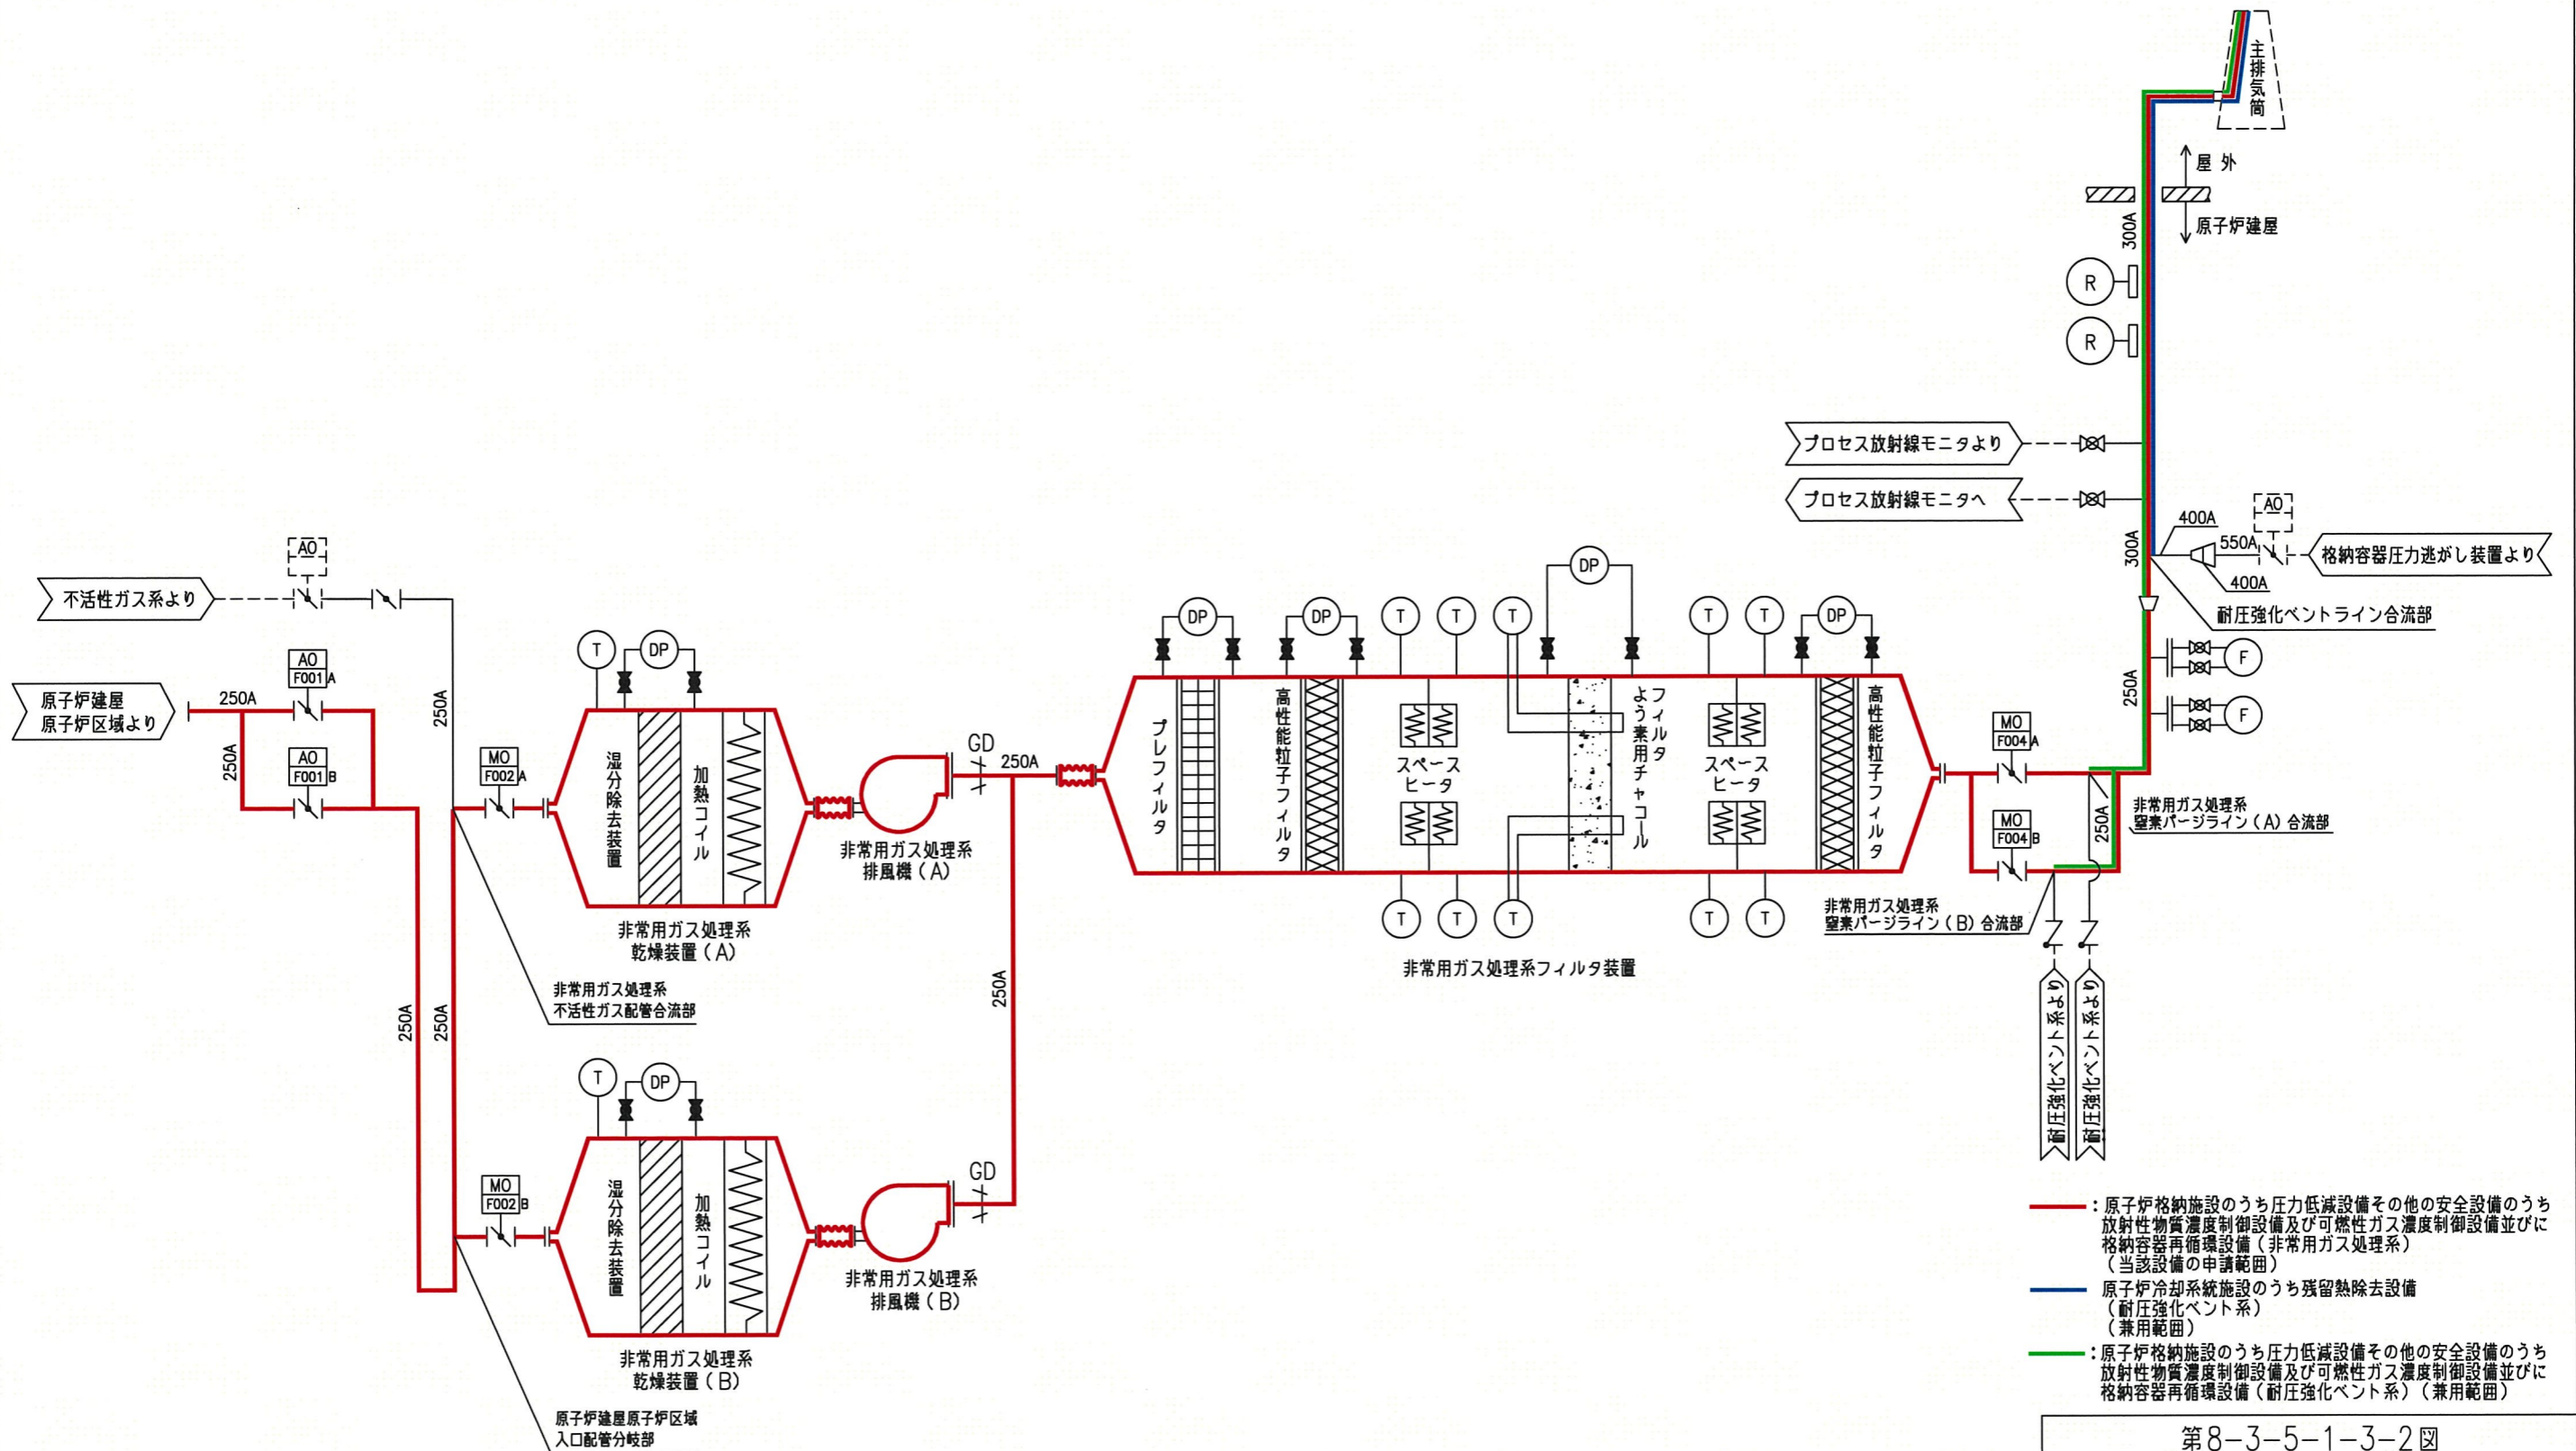 主排気筒
屋外
原子炉建屋
300A
R
R
プロセス放射線モニタより
プロセス放射線モニタへ
300A
400A
550A
AO
400A
格納容器圧力逃がし装置より
耐圧強化ベントライン合流部
F
F
250A
AO
不活性ガス系より
250A
原子炉建屋
原子炉区域より
250A
AO
F001A
250A
AO
F001B
250A
250A
MO
F002A
T
DP
湿分除去装置
加熱コイル
非常用ガス処理系
乾燥装置（A）
非常用ガス処理系
排風機（A）
GD
250A
非常用ガス処理系
不活性ガス配管合流部
MO
F002B
T
DP
湿分除去装置
加熱コイル
非常用ガス処理系
乾燥装置（B）
非常用ガス処理系
排風機（B）
GD
250A
原子炉建屋原子炉区域
入口配管分岐部
DP
DP
T
T
T
DP
T
T
DP
プレフィルタ
高性能粒子フィルタ
スペース
ヒータ
よう素用チャコール
フィルタ
スペース
ヒータ
高性能粒子フィルタ
T
T
T
T
T
非常用ガス処理系フィルタ装置
MO
F004A
MO
F004B
250A
非常用ガス処理系
窒素パージライン（A）合流部
非常用ガス処理系
窒素パージライン（B）合流部
耐圧強化ベント系より
耐圧強化ベント系より
：原子炉格納施設のうち圧力低減設備その他の安全設備のうち
放射性物質濃度制御設備及び可燃性ガス濃度制御設備並びに
格納容器再循環設備（非常用ガス処理系）
（当該設備の申請範囲）
原子炉冷却系統施設のうち残留熱除去設備
（耐圧強化ベント系）
（兼用範囲）
：原子炉格納施設のうち圧力低減設備その他の安全設備のうち
放射性物質濃度制御設備及び可燃性ガス濃度制御設備並びに
格納容器再循環設備（耐圧強化ベント系）（兼用範囲）
第8-3-5-1-3-2図